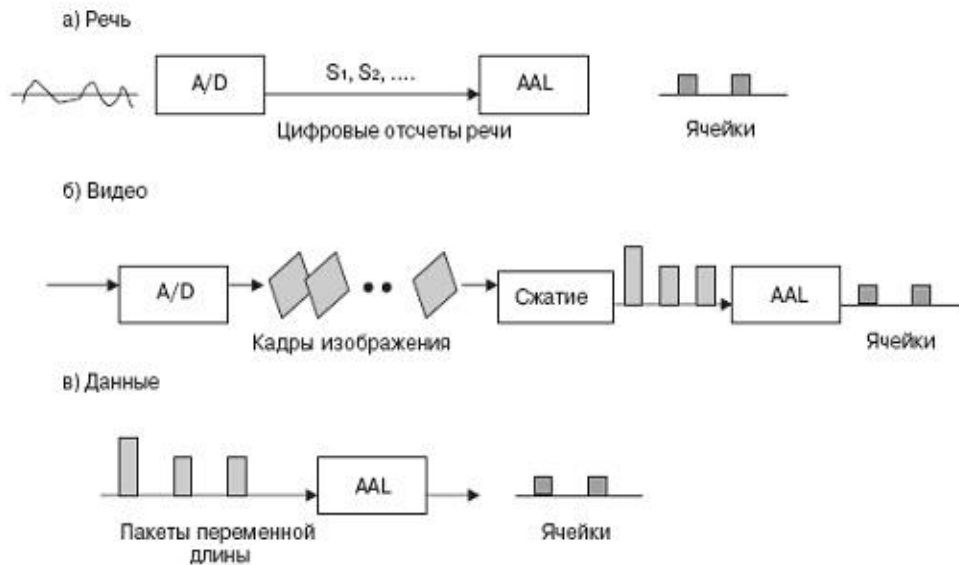 а) Речь
A/D
S1, S2, ....
AAL
Цифровые отсчеты речи
Ячейки
б) Видео
A/D
Сжатие
AAL
Кадры изображения
Ячейки
в) Данные
AAL
Пакеты переменной
длины
Ячейки